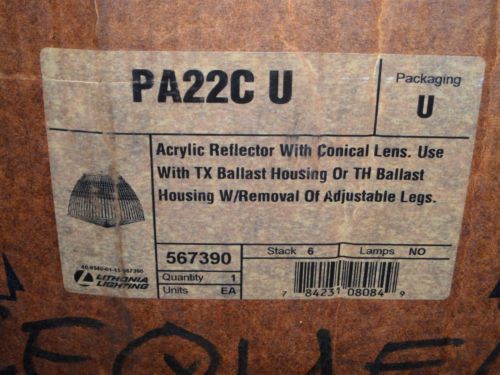 PA22C U
Packaging
U
Acrylic Reflector With Conical Lens. Use
With TX Ballast Housing Or TH Ballast
Housing W/Removal Of Adjustable Legs.
567390
Stack 6
Lamps NO
Quantity 1
Units EA
LITHONIA
LIGHTING
7 84231 08084 9